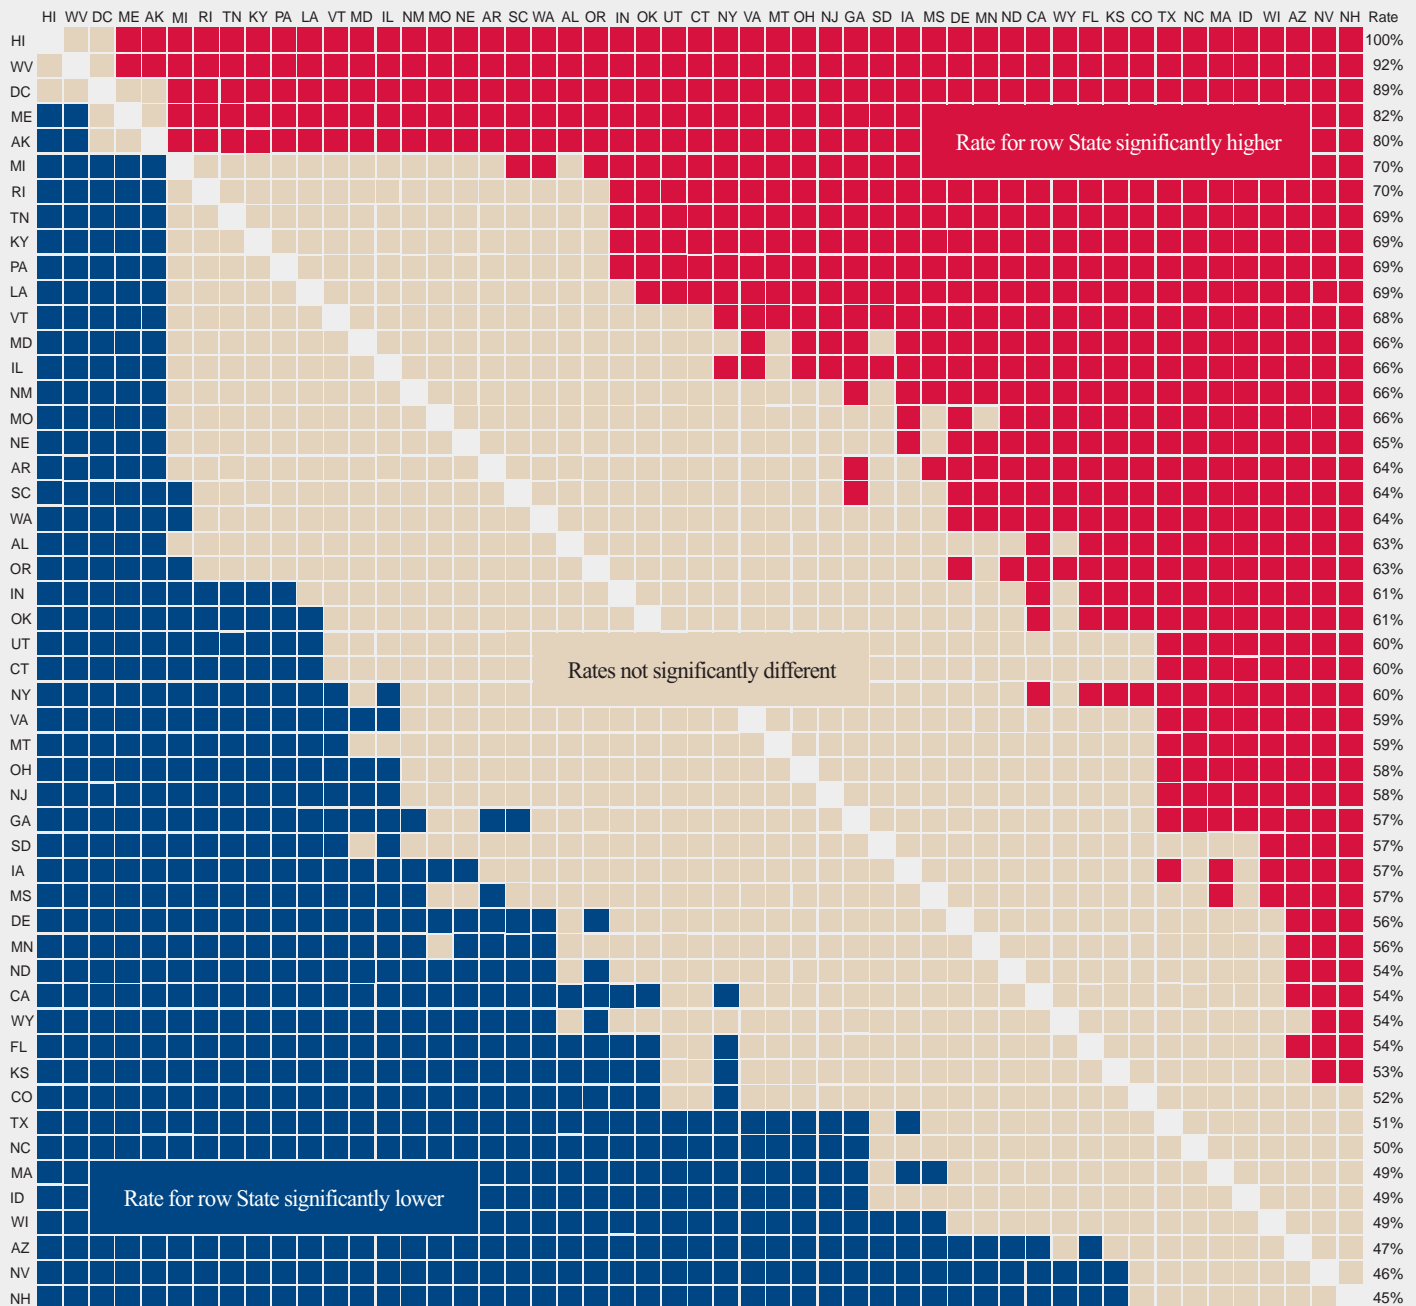 HI WV DC ME AK MI RI TN KY PA LA VT MD IL NM MO NE AR SC WA AL OR IN OK UT CT NY VA MT OH NJ GA SD IA MS DE MN ND CA WY FL KS CO TX NC MA ID WI AZ NV NH Rate
HI 100%
WV 92%
DC 89%
ME 82%
AK 80%
Rate for row State significantly higher
MI 70%
RI 70%
TN 69%
KY 69%
PA 69%
LA 69%
VT 68%
MD 66%
IL 66%
NM 66%
MO 66%
NE 65%
AR 64%
SC 64%
WA 64%
AL 63%
OR 63%
IN 61%
OK 61%
UT 60%
CT 60%
Rates not significantly different
NY 60%
VA 59%
MT 59%
OH 58%
NJ 58%
GA 57%
SD 57%
IA 57%
MS 57%
DE 56%
MN 56%
ND 54%
CA 54%
WY 54%
FL 54%
KS 53%
CO 52%
TX 51%
NC 50%
MA 49%
ID 49%
Rate for row State significantly lower
WI 49%
AZ 47%
NV 46%
NH 45%